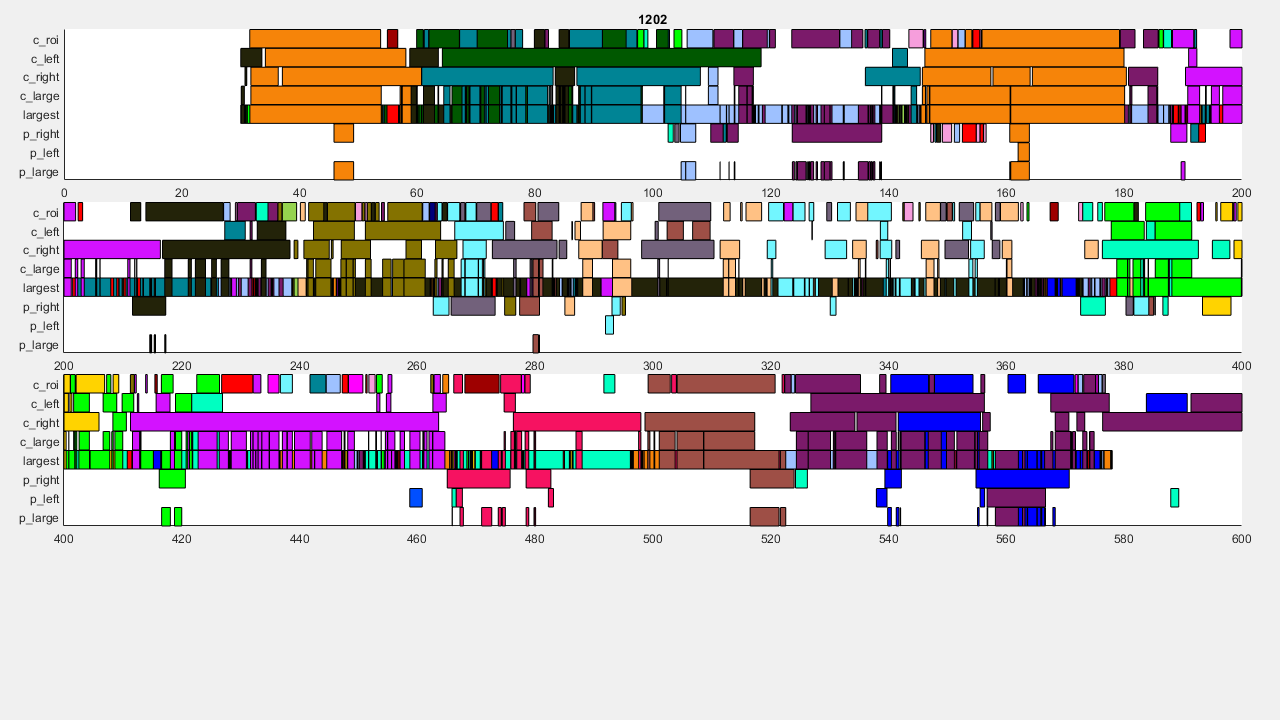 1202
c_roi
c_left
c_right
c_large
largest
p_right
p_left
p_large
0 20 40 60 80 100 120 140 160 180 200
c_roi
c_left
c_right
c_large
largest
p_right
p_left
p_large
200 220 240 260 280 300 320 340 360 380 400
c_roi
c_left
c_right
c_large
largest
p_right
p_left
p_large
400 420 440 460 480 500 520 540 560 580 600